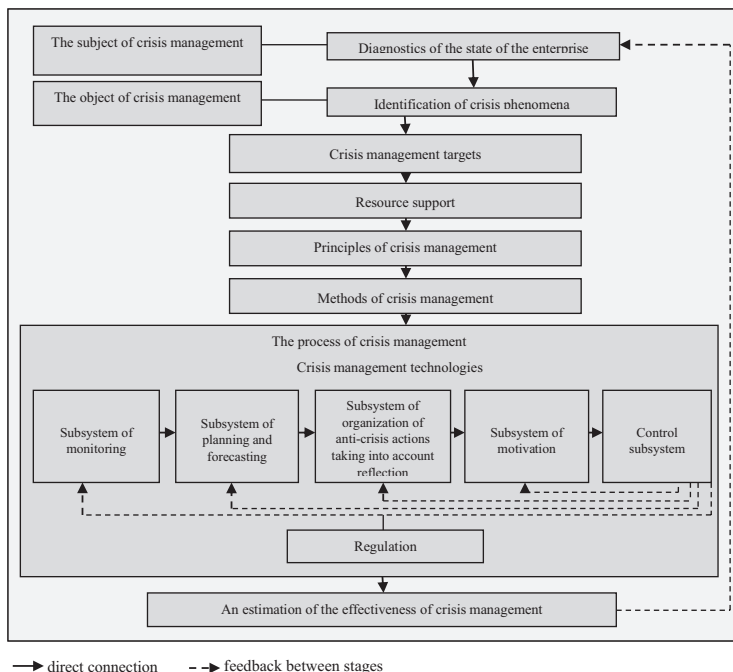 The subject of crisis management
Diagnostics of the state of the enterprise
The object of crisis management
Identification of crisis phenomena
Crisis management targets
Resource support
Principles of crisis management
Methods of crisis management
The process of crisis management
Crisis management technologies
Subsystem of
monitoring
Subsystem of
planning and
forecasting
Subsystem of
organization of
anti-crisis actions
taking into account
reflection
Subsystem of
motivation
Control
subsystem
Regulation
An estimation of the effectiveness of crisis management
direct connection
feedback between stages